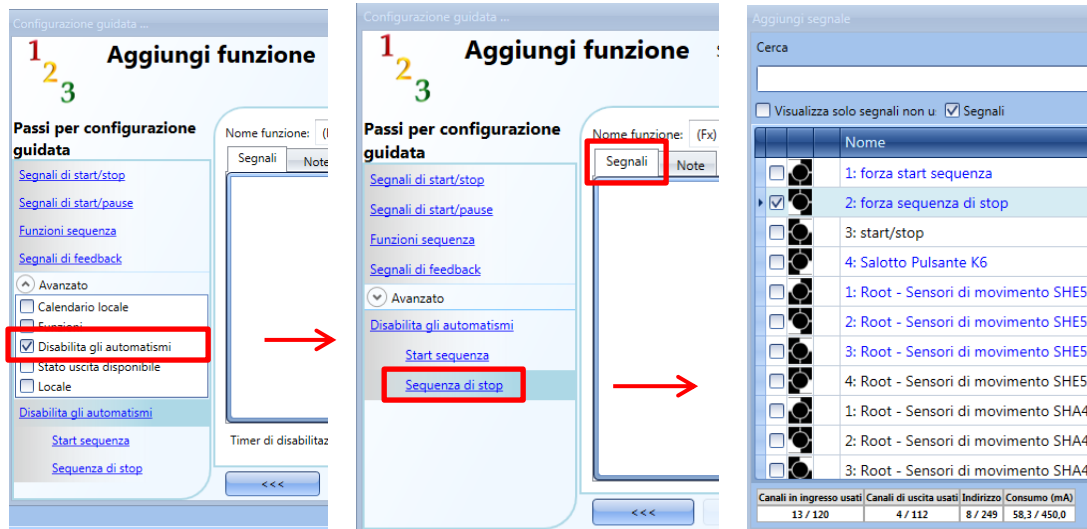 Configurazione guidata ...
1
2
3
Aggiungi funzione
Passi per configurazione
guidata
Segnali di start/stop
Segnali di start/pause
Funzioni sequenza
Segnali di feedback
Avanzato
Calendario locale
Funzioni
Disabilita gli automatismi
Stato uscita disponibile
Locale
Disabilita gli automatismi
Start sequenza
Sequenza di stop
Nome funzione:
Segnali Note
Timer di disabilitaz
<<<
Configurazione guidata ...
1
2
3
Aggiungi funzione
Passi per configurazione
guidata
Segnali di start/stop
Segnali di start/pause
Funzioni sequenza
Segnali di feedback
Avanzato
Disabilita gli automatismi
Start sequenza
Sequenza di stop
Nome funzione: (Fx)
Segnali Note
<<<
Aggiungi segnale
Cerca
Visualizza solo segnali non u Segnali
Nome
1: forza start sequenza
2: forza sequenza di stop
3: start/stop
4: Salotto Pulsante K6
1: Root - Sensori di movimento SHE5
2: Root - Sensori di movimento SHE5
3: Root - Sensori di movimento SHE5
4: Root - Sensori di movimento SHE5
1: Root - Sensori di movimento SHA4
2: Root - Sensori di movimento SHA4
3: Root - Sensori di movimento SHA4
Canali in ingresso usati Canali di uscita usati Indirizzo Consumo (mA)
13 / 120 4 / 112 8 / 249 58,3 / 450,0